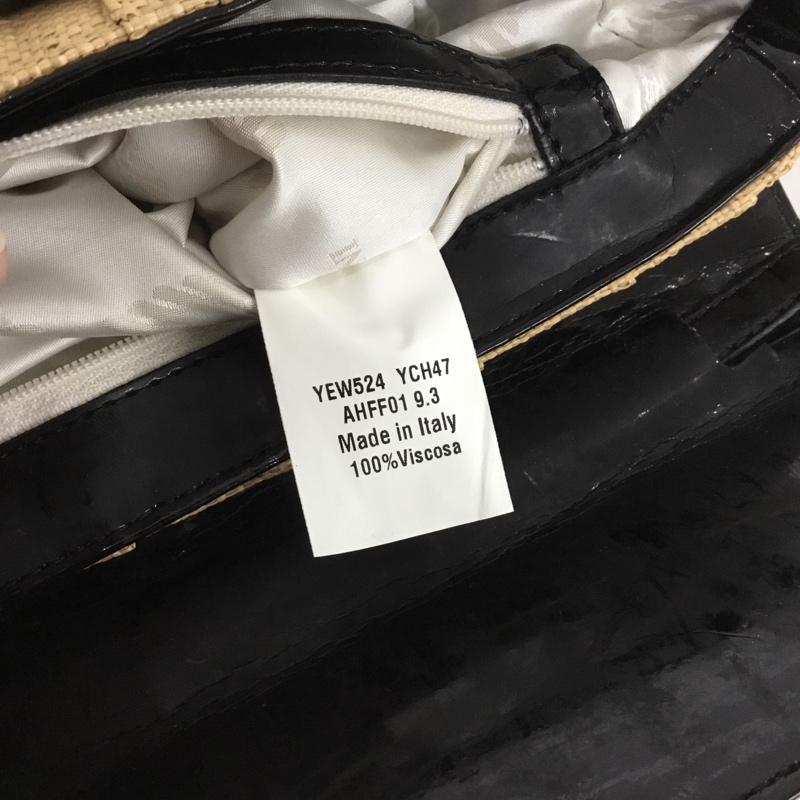 YEW524 YCH47
AHFF01 9.3
Made in Italy
100%Viscosa